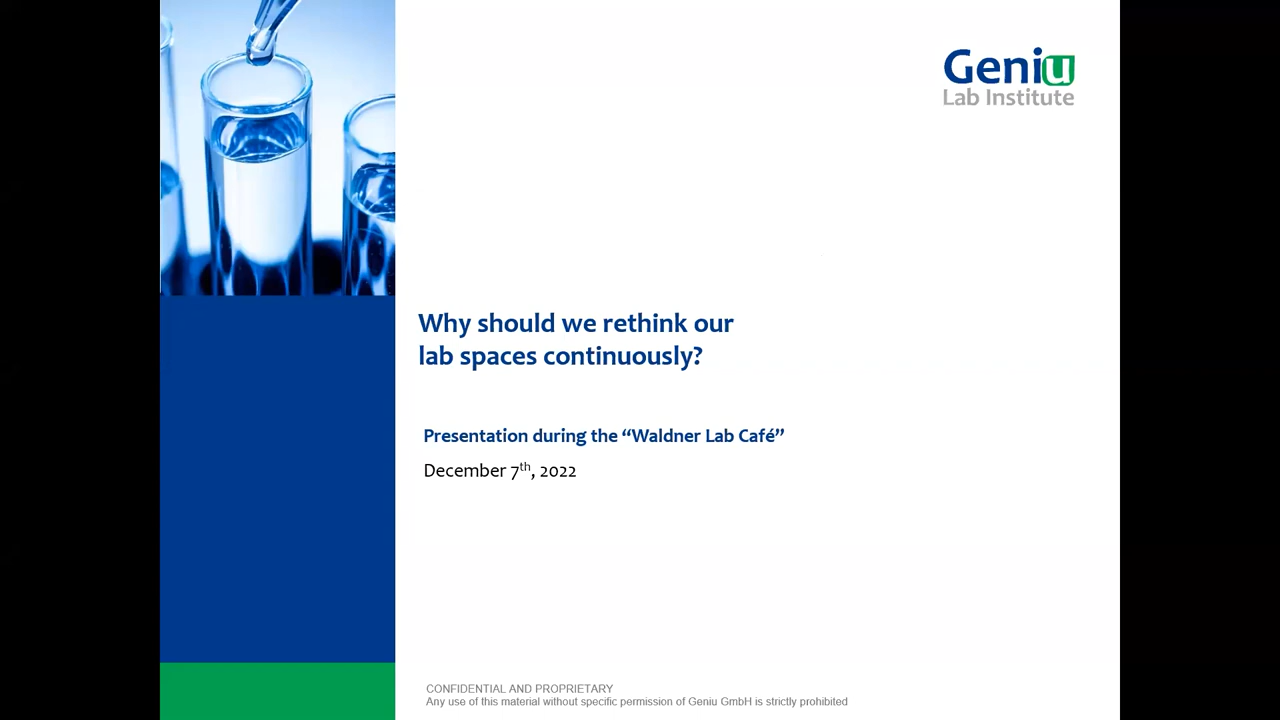 Geniu
Lab Institute
Why should we rethink our
lab spaces continuously?
Presentation during the “Waldner Lab Café”
December 7th, 2022
CONFIDENTIAL AND PROPRIETARY
Any use of this material without specific permission of Geniu GmbH is strictly prohibited